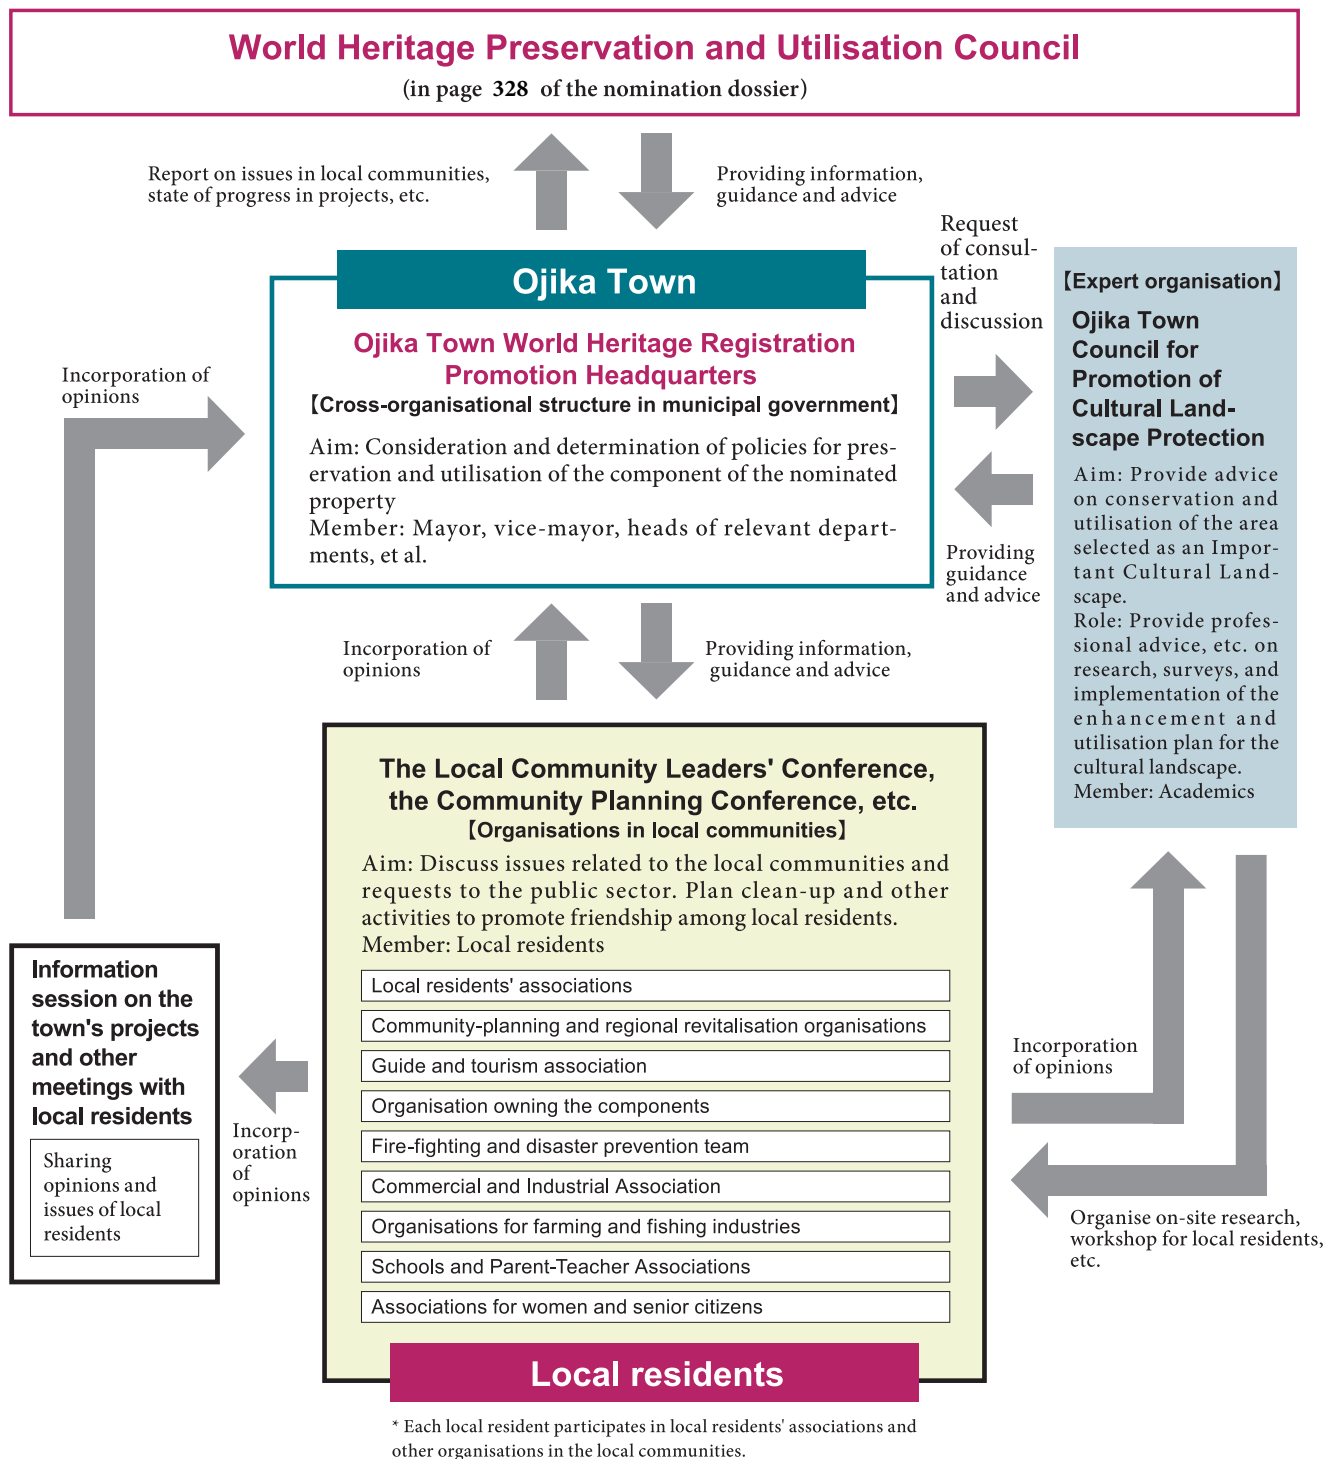 World Heritage Preservation and Utilisation Council
(in page 328 of the nomination dossier)
Report on issues in local communities,
state of progress in projects, etc.
Providing information,
guidance and advice
Request
of consul-
tation
and
discussion
Ojika Town
Ojika Town World Heritage Registration
Promotion Headquarters
【Cross-organisational structure in municipal government】
Aim: Consideration and determination of policies for pres-
ervation and utilisation of the component of the nominated
property
Member: Mayor, vice-mayor, heads of relevant depart-
ments, et al.
Incorporation of
opinions
【Expert organisation】
Ojika Town
Council for
Promotion of
Cultural Land-
scape Protection
Aim: Provide advice
on conservation and
utilisation of the area
selected as an Impor-
tant Cultural Land-
scape.
Role: Provide profes-
sional advice, etc. on
research, surveys, and
implementation of the
enhancement and
utilisation plan for the
cultural landscape.
Member: Academics
Providing
guidance
and advice
Incorporation of
opinions
Providing information,
guidance and advice
The Local Community Leaders' Conference,
the Community Planning Conference, etc.
【Organisations in local communities】
Aim: Discuss issues related to the local communities and
requests to the public sector. Plan clean-up and other
activities to promote friendship among local residents.
Member: Local residents
Local residents' associations
Community-planning and regional revitalisation organisations
Guide and tourism association
Organisation owning the components
Fire-fighting and disaster prevention team
Commercial and Industrial Association
Organisations for farming and fishing industries
Schools and Parent-Teacher Associations
Associations for women and senior citizens
Local residents
* Each local resident participates in local residents' associations and
other organisations in the local communities.
Information
session on the
town's projects
and other
meetings with
local residents
Sharing
opinions and
issues of local
residents
Incorp-
oration
of
opinions
Incorporation
of opinions
Organise on-site research,
workshop for local residents,
etc.